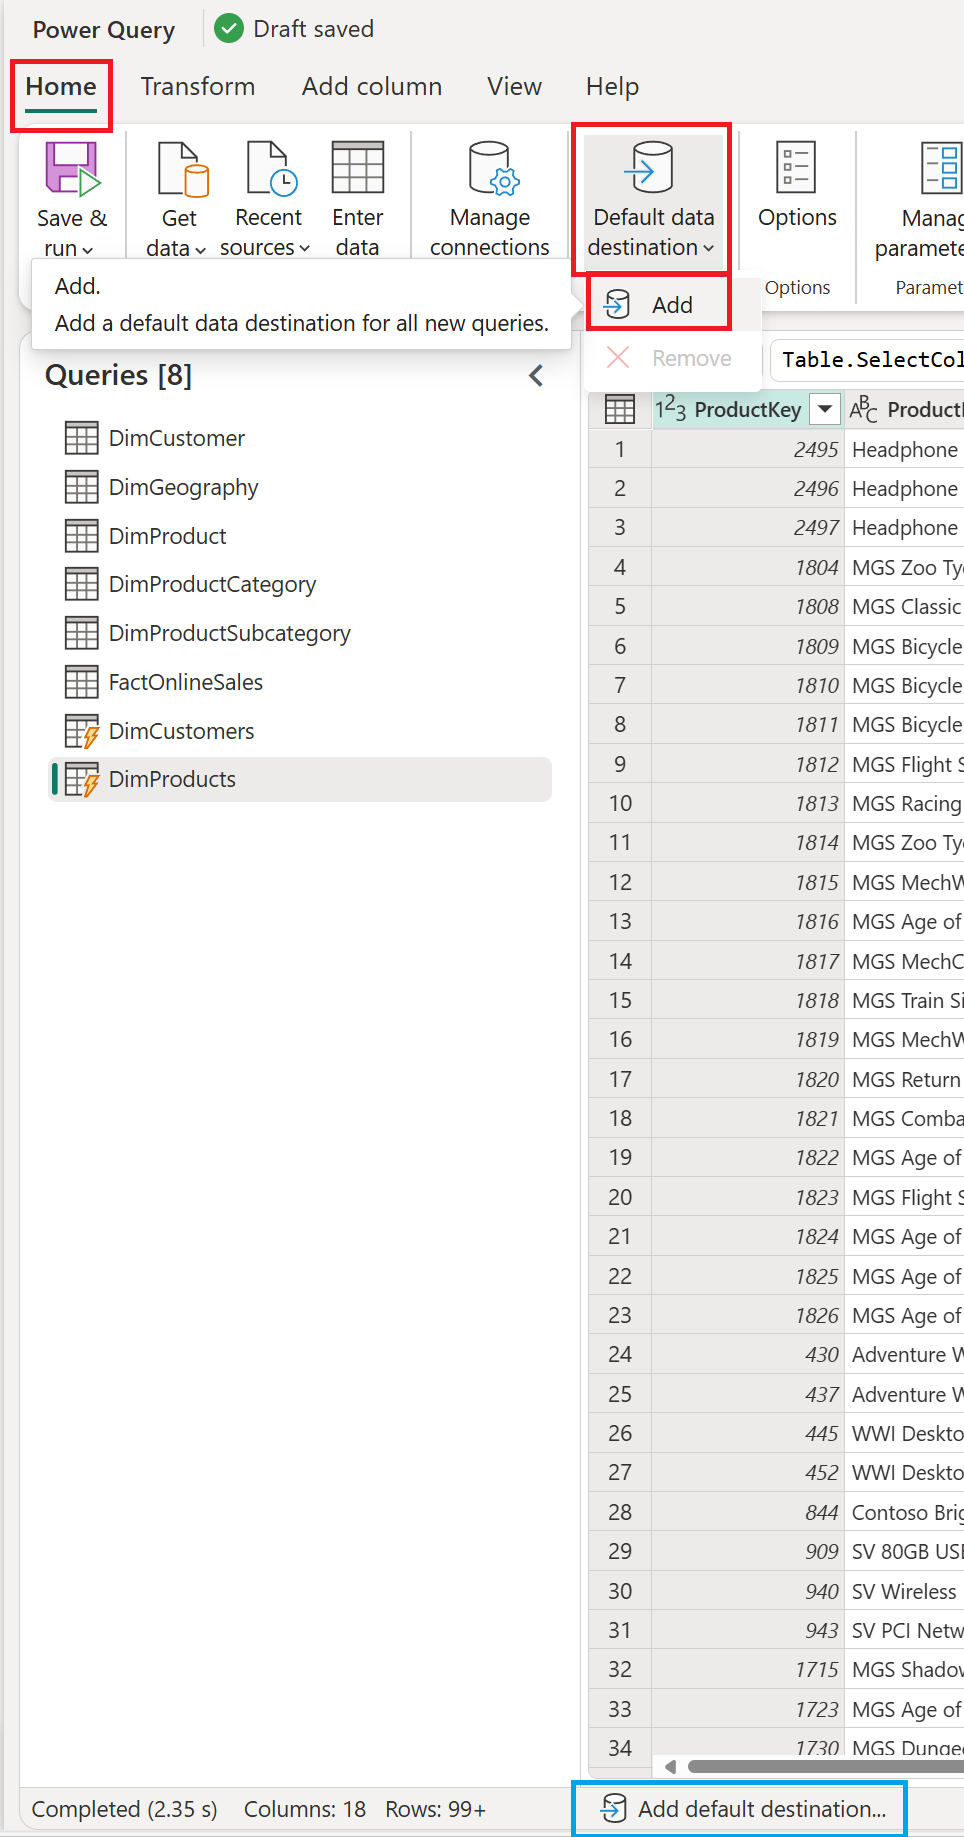 Power Query Draft saved
Home Transform Add column View Help
Save & run
Get data
Recent sources
Enter data
Manage connections
Default data destination
Options
Options
Add.
Add a default data destination for all new queries.
Add
Remove
Queries [8]
DimCustomer
DimGeography
DimProduct
DimProductCategory
DimProductSubcategory
FactOnlineSales
DimCustomers
DimProducts
Table.SelectCol
123 ProductKey ABC Product
1 2495 Headphone
2 2496 Headphone
3 2497 Headphone
4 1804 MGS Zoo Ty
5 1808 MGS Classic
6 1809 MGS Bicycle
7 1810 MGS Bicycle
8 1811 MGS Bicycle
9 1812 MGS Flight S
10 1813 MGS Racing
11 1814 MGS Zoo Ty
12 1815 MGS MechW
13 1816 MGS Age of
14 1817 MGS MechC
15 1818 MGS Train Si
16 1819 MGS MechW
17 1820 MGS Return
18 1821 MGS Comba
19 1822 MGS Age of
20 1823 MGS Flight S
21 1824 MGS Age of
22 1825 MGS Age of
23 1826 MGS Age of
24 430 Adventure W
25 437 Adventure W
26 445 WWI Deskto
27 452 WWI Deskto
28 844 Contoso Brig
29 909 SV 80GB USB
30 940 SV Wireless
31 943 SV PCI Netw
32 1715 MGS Shadow
33 1723 MGS Age of
34 1730 MGS Dunge
Completed (2.35 s) Columns: 18 Rows: 99+
Add default destination...